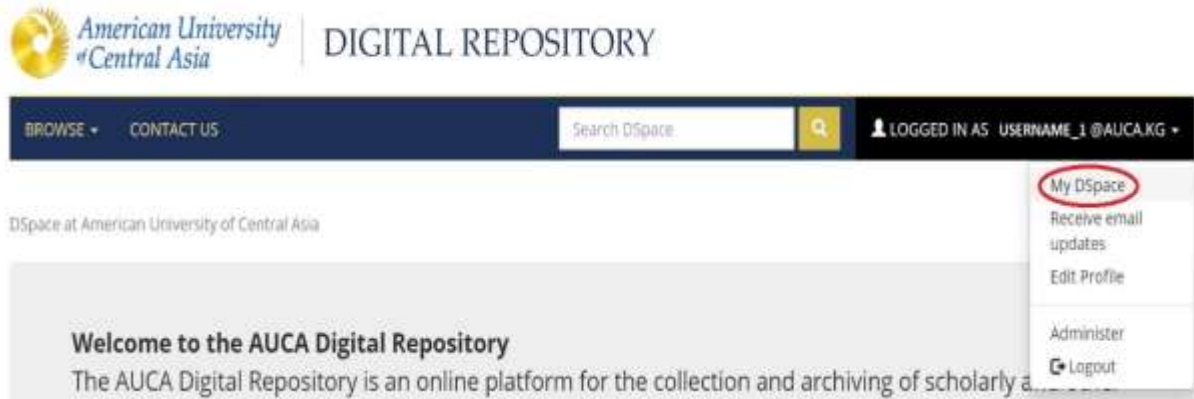 American University
of Central Asia
DIGITAL REPOSITORY
BROWSE
CONTACT US
Search DSpace
LOGGED IN AS USERNAME_1 @AUCA.KG
My DSpace
Receive email
updates
Edit Profile
Administer
Logout
DSpace at American University of Central Asia
Welcome to the AUCA Digital Repository
The AUCA Digital Repository is an online platform for the collection and archiving of scholarly